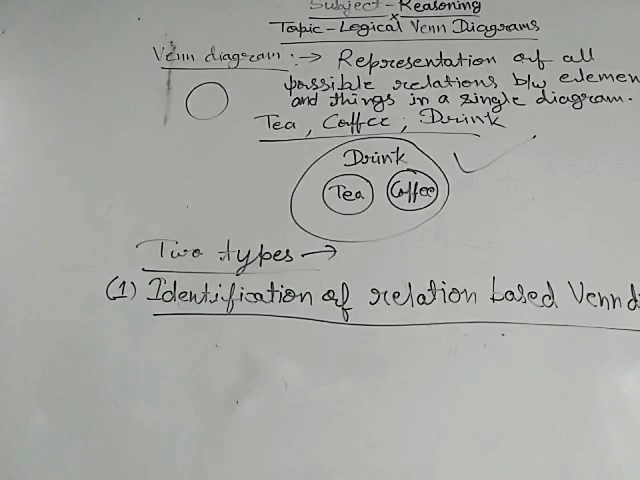 Subject - Reasoning
Topic - Logical Venn Diagrams
Venn diagram :→ Representation of all
possible relations b/w elemen
and things in a single diagram.
Tea, Coffee, Drink
Drink
Tea Coffee
Two types →
(1) Identification of relation based Venn di